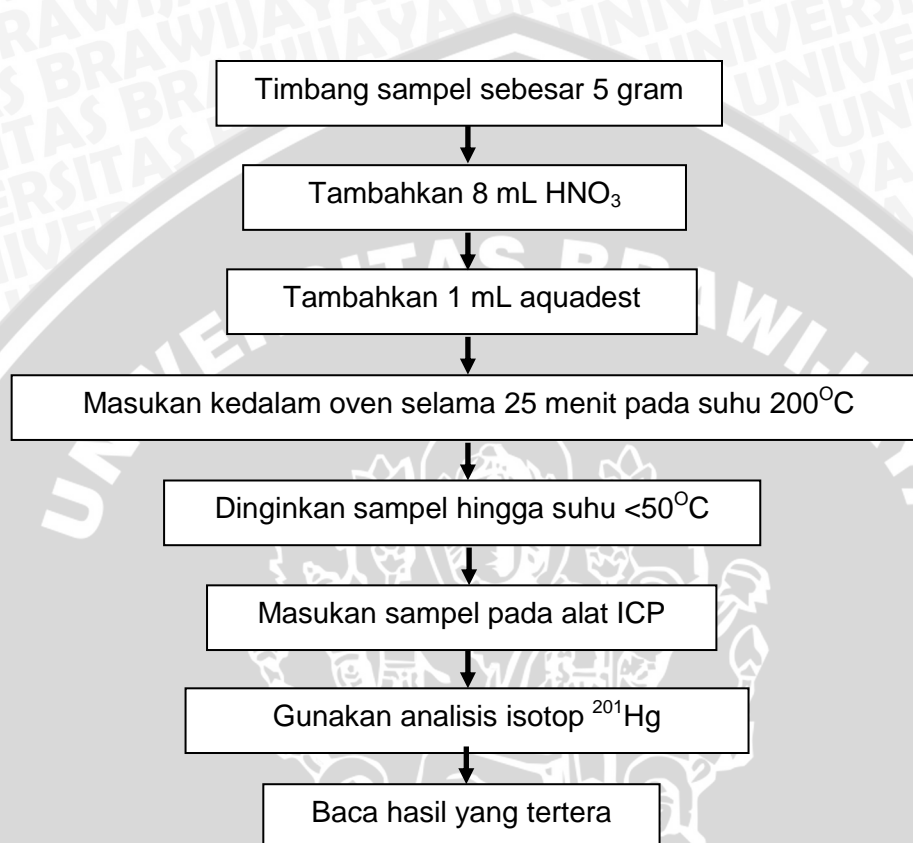 Timbang sampel sebesar 5 gram
Tambahkan 8 mL HNO₃
Tambahkan 1 mL aquadest
Masukan kedalam oven selama 25 menit pada suhu 200ᴼC
Dinginkan sampel hingga suhu <50ᴼC
Masukan sampel pada alat ICP
Gunakan analisis isotop ²⁰¹Hg
Baca hasil yang tertera
UNIVERSITAS BRAWIJAYA